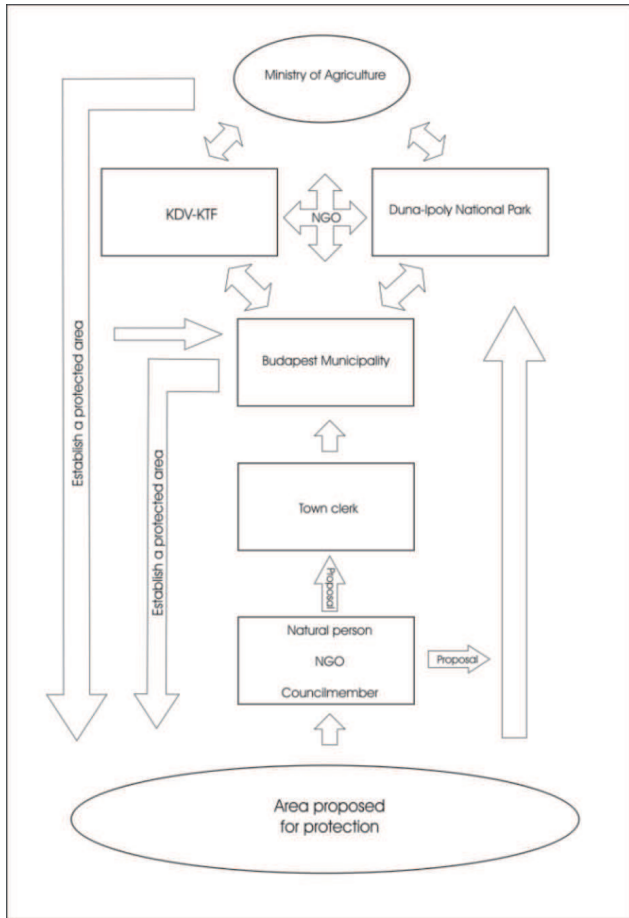 Ministry of Agriculture
KDV-KTF
NGO
Duna-Ipoly National Park
Establish a protected area
Budapest Municipality
Establish a protected area
Town clerk
Proposal
Natural person
NGO
Councilmember
Proposal
Area proposed
for protection